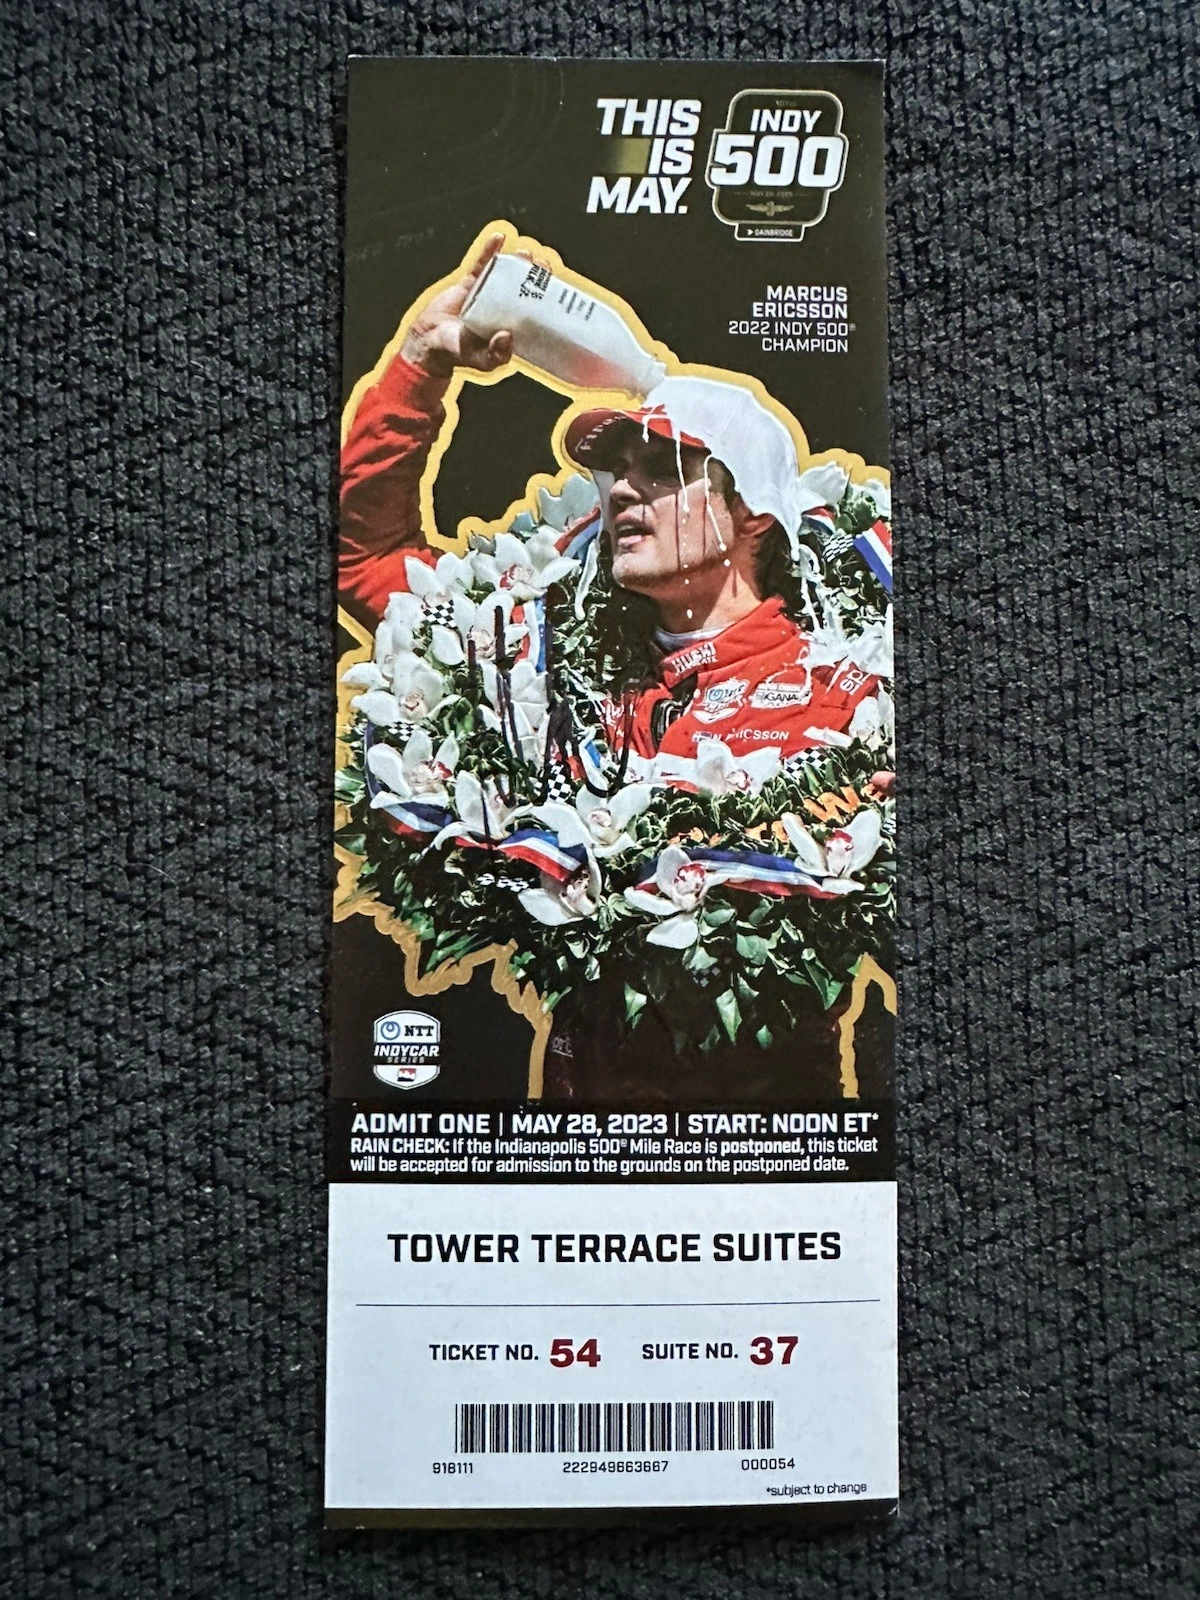 THIS
IS
MAY.
INDY
500
GAINBRIDGE
MARCUS
ERICSSON
2022 INDY 500®
CHAMPION
NTT
INDYCAR
SERIES
ADMIT ONE | MAY 28, 2023 | START: NOON ET*
RAIN CHECK: If the Indianapolis 500® Mile Race is postponed, this ticket
will be accepted for admission to the grounds on the postponed date.
TOWER TERRACE SUITES
TICKET NO. 54 SUITE NO. 37
918111 222949663667 000054
*subject to change